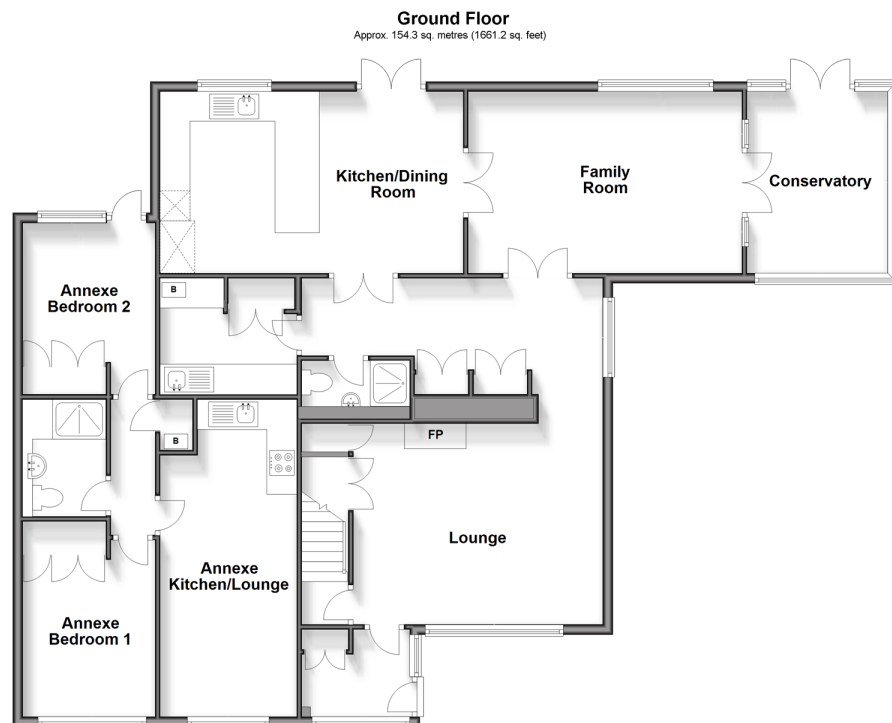 Ground Floor
Approx. 154.3 sq. metres (1661.2 sq. feet)
Kitchen/Dining
Room
Family
Room
Conservatory
Annexe
Bedroom 2
B
B
FP
Lounge
Annexe
Kitchen/Lounge
Annexe
Bedroom 1